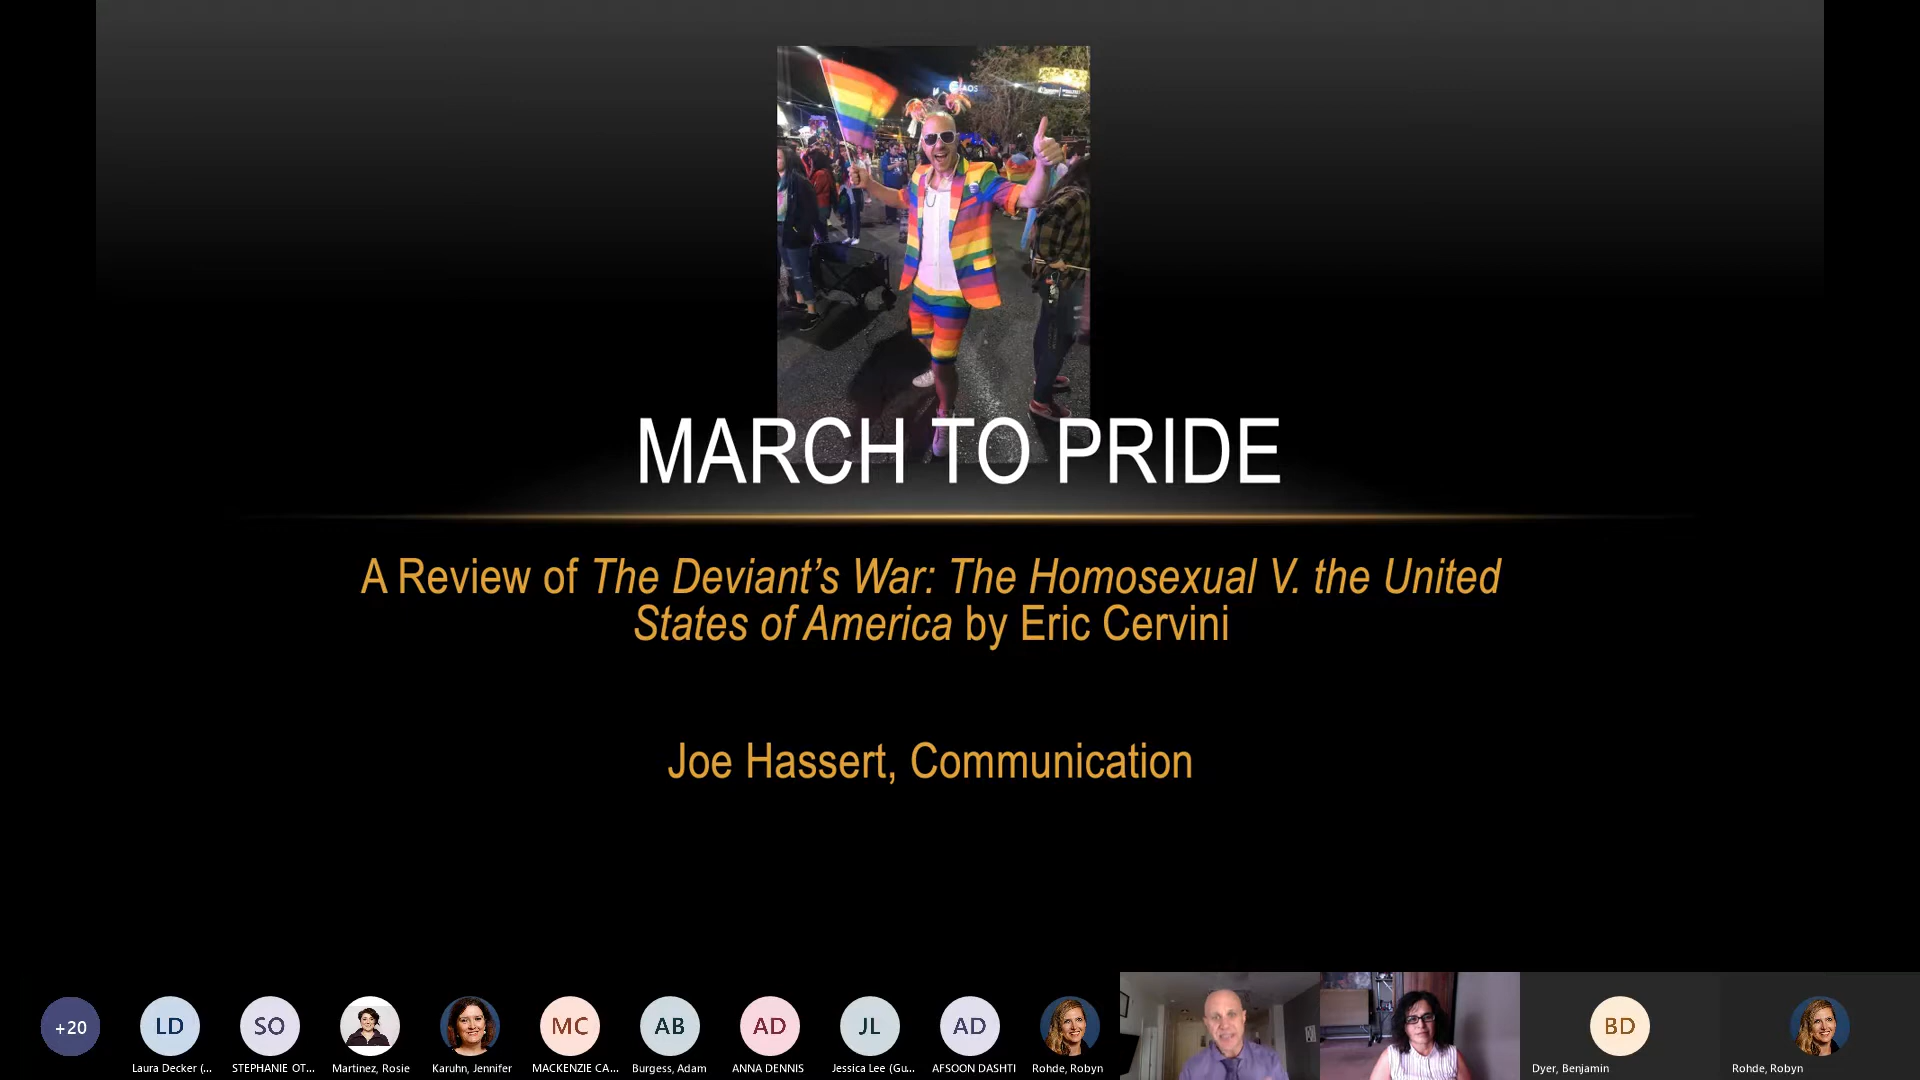 MARCH TO PRIDE
A Review of The Deviant's War: The Homosexual V. the United
States of America by Eric Cervini
Joe Hassert, Communication
+20
LD
SO
MC
AB
AD
JL
AD
BD
Laura Decker (...
STEPHANIE OT...
Martinez, Rosie
Karuhn, Jennifer
MACKENZIE CA...
Burgess, Adam
ANNA DENNIS
Jessica Lee (Gu...
AFSOON DASHTI
Rohde, Robyn
Dyer, Benjamin
Rohde, Robyn